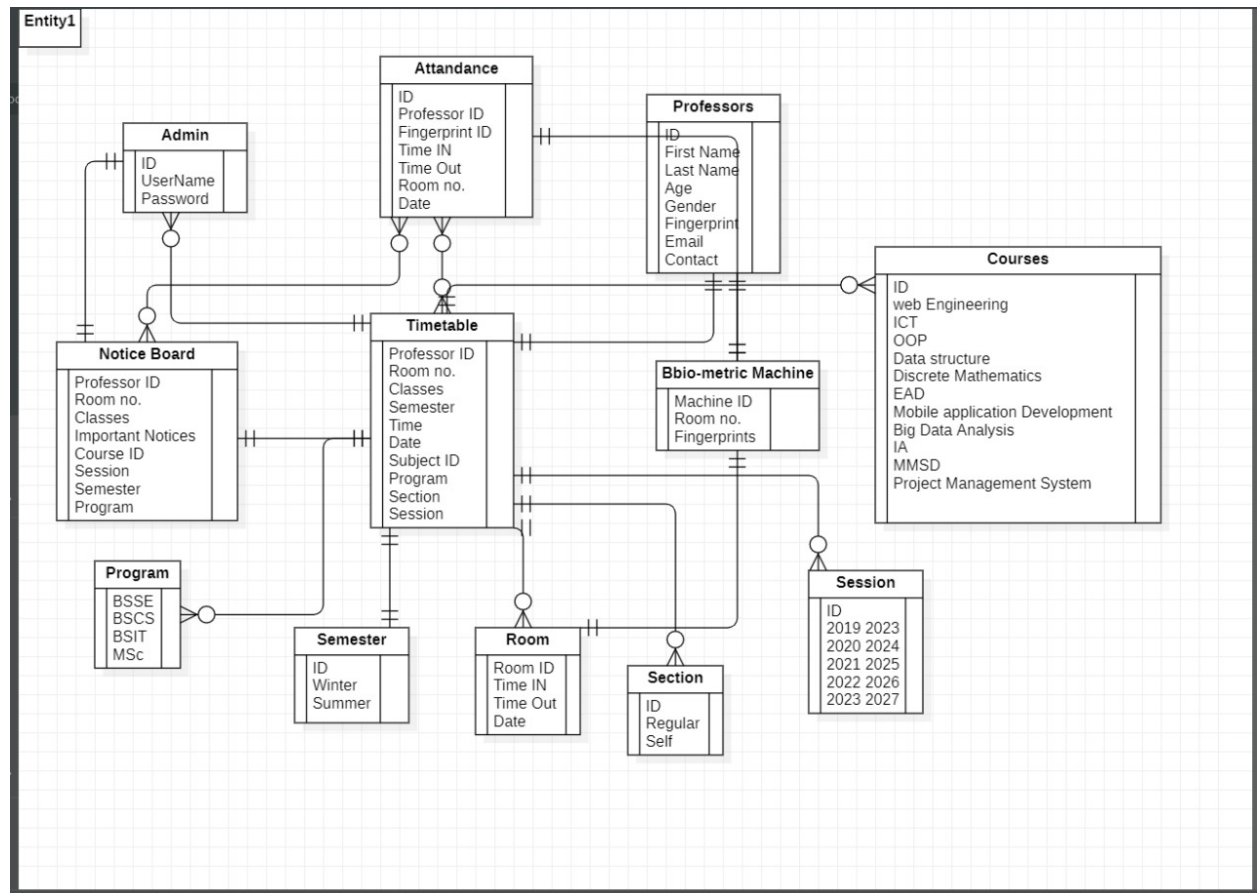 Entity1
Attandance
ID
Professor ID
Fingerprint ID
Time IN
Time Out
Room no.
Date
Professors
ID
First Name
Last Name
Age
Gender
Fingerprint
Email
Contact
Admin
ID
UserName
Password
Courses
ID
web Engineering
ICT
OOP
Data structure
Discrete Mathematics
EAD
Mobile application Development
Big Data Analysis
IA
MMSD
Project Management System
Timetable
Professor ID
Room no.
Classes
Semester
Time
Date
Subject ID
Program
Section
Session
Notice Board
Professor ID
Room no.
Classes
Important Notices
Course ID
Session
Semester
Program
Bbio-metric Machine
Machine ID
Room no.
Fingerprints
Program
BSSE
BSCS
BSIT
MSc
Semester
ID
Winter
Summer
Room
Room ID
Time IN
Time Out
Date
Section
ID
Regular
Self
Session
ID
2019 2023
2020 2024
2021 2025
2022 2026
2023 2027